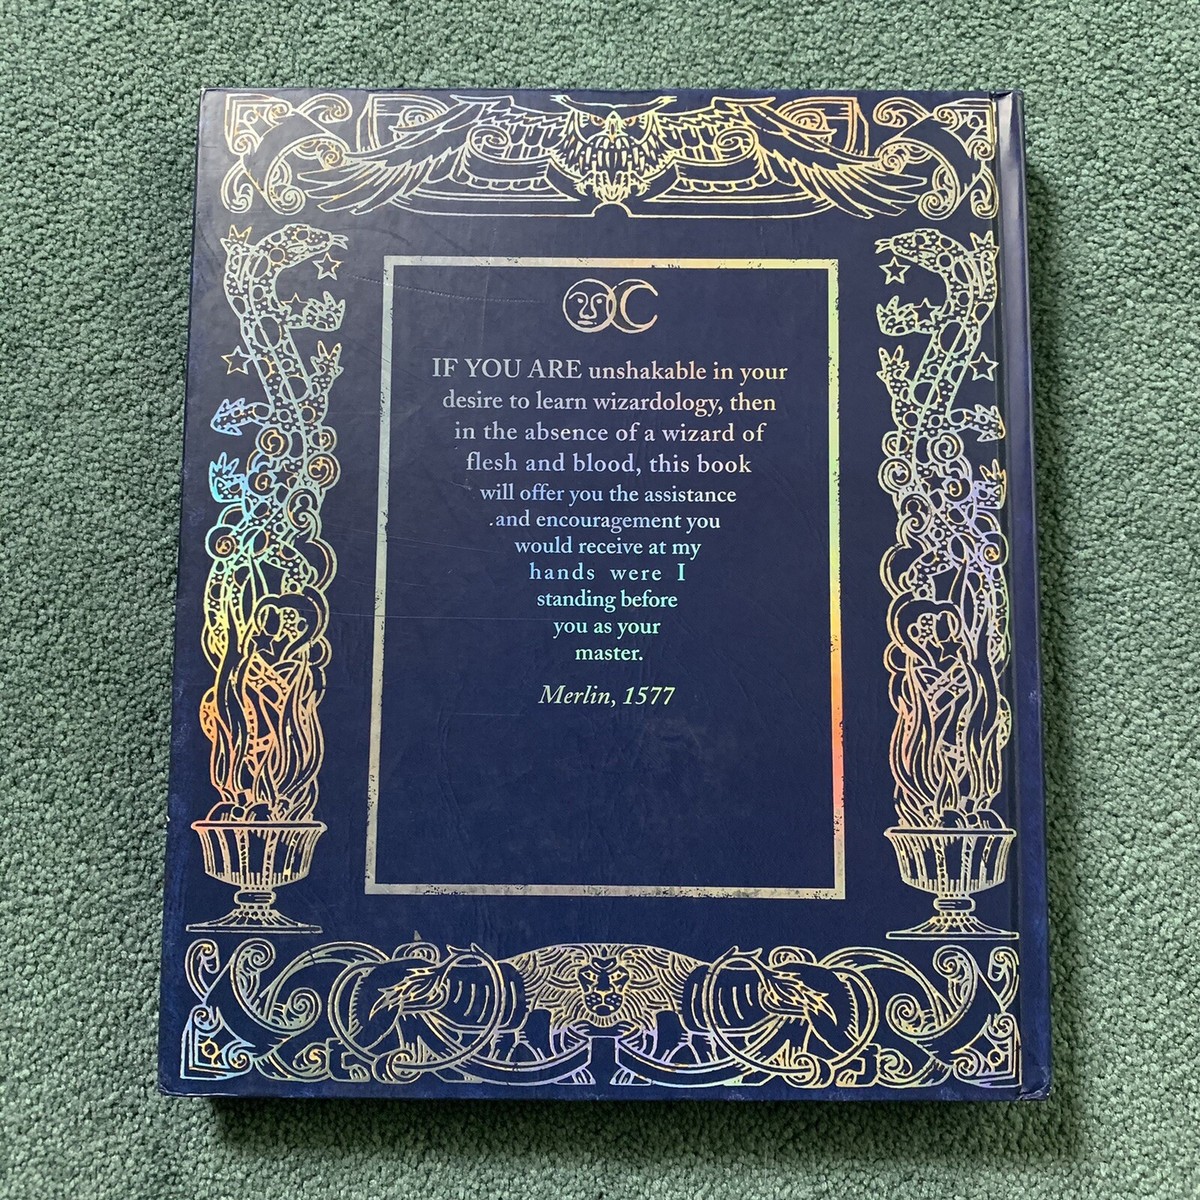 IF YOU ARE unshakable in your
desire to learn wizardology, then
in the absence of a wizard of
flesh and blood, this book
will offer you the assistance
.and encouragement you
would receive at my
hands were I
standing before
you as your
master.
Merlin, 1577